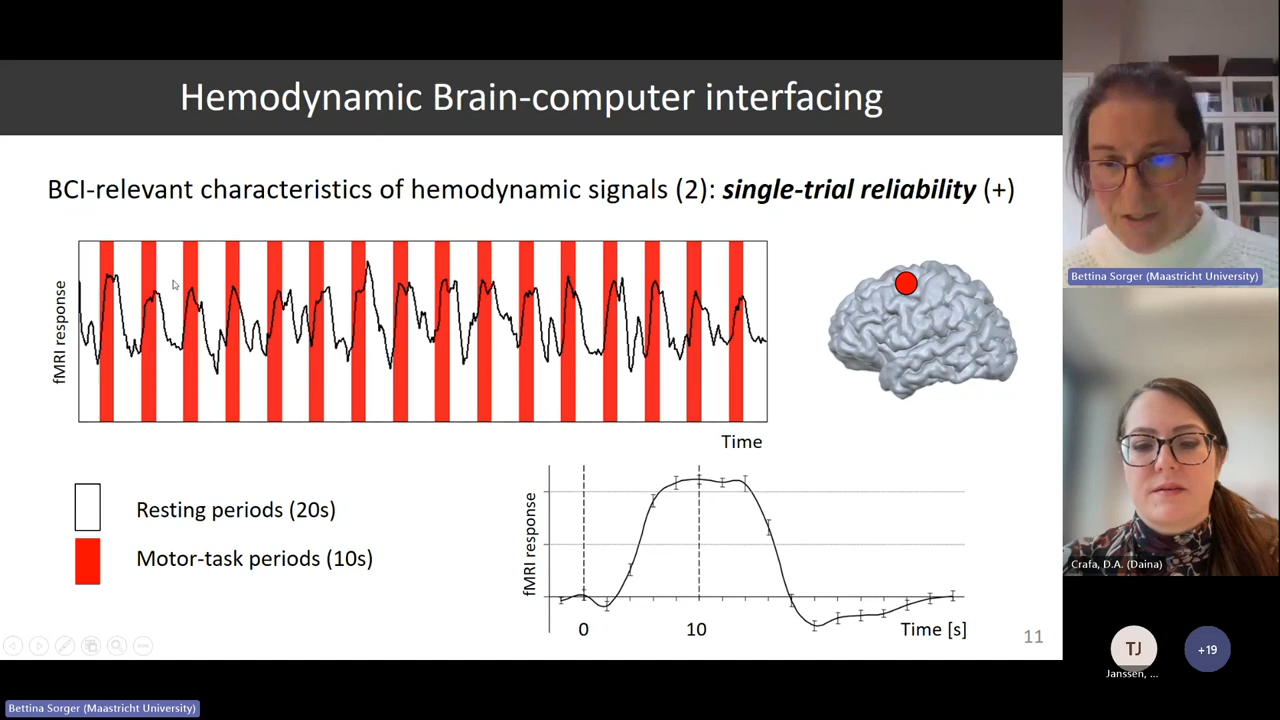 Hemodynamic Brain-computer interfacing
BCI-relevant characteristics of hemodynamic signals (2): single-trial reliability (+)
fMRI response
Time
Resting periods (20s)
Motor-task periods (10s)
fMRI response
0
10
Time [s]
11
Bettina Sorger (Maastricht University)
Bettina Sorger (Maastricht University)
Crafa, D.A. (Daina)
TJ
+19
Janssen, ...